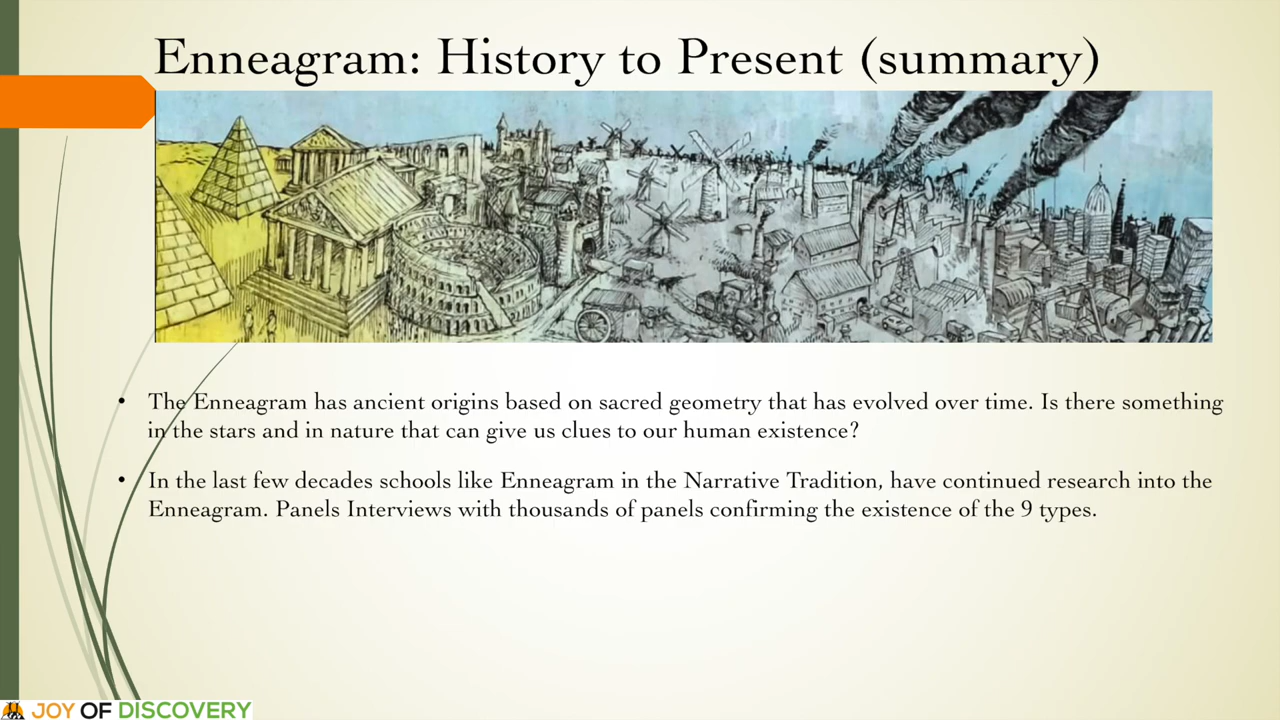 Enneagram: History to Present (summary)
• The Enneagram has ancient origins based on sacred geometry that has evolved over time. Is there something
in the stars and in nature that can give us clues to our human existence?
• In the last few decades schools like Enneagram in the Narrative Tradition, have continued research into the
Enneagram. Panels Interviews with thousands of panels confirming the existence of the 9 types.
JOY OF DISCOVERY